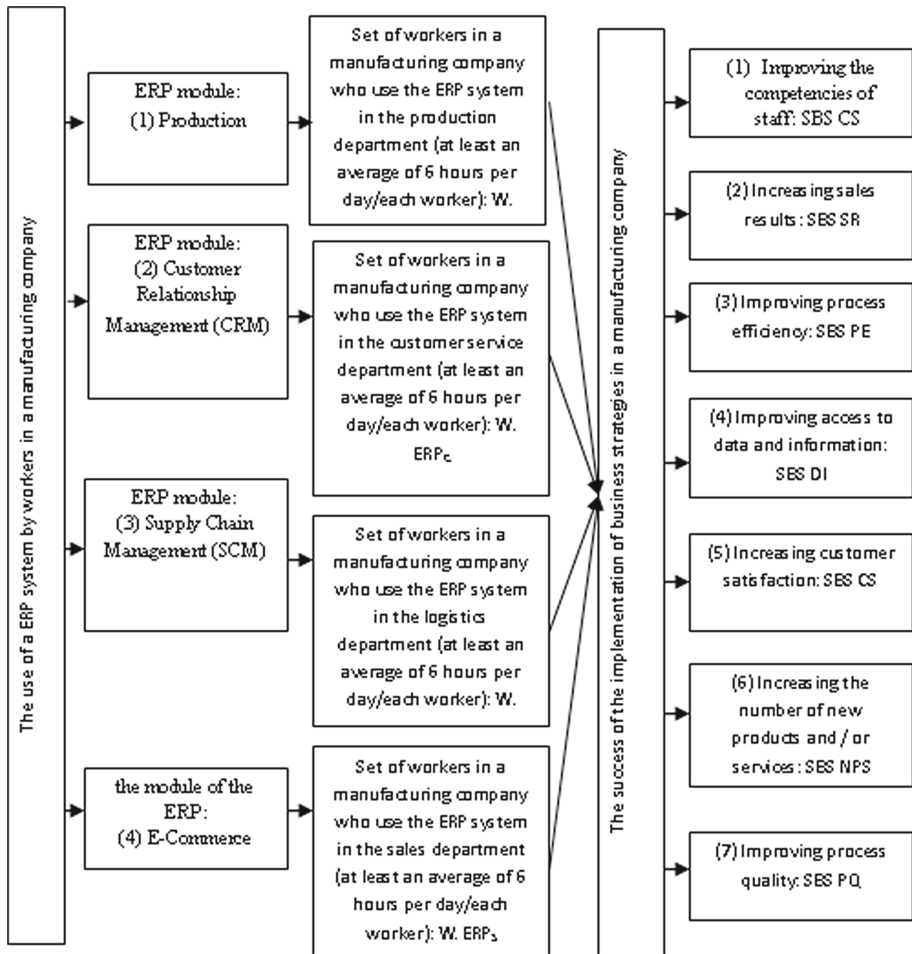 The use of a ERP system by workers in a manufacturing company
ERP module:
(1) Production
ERP module:
(2) Customer
Relationship
Management (CRM)
ERP module:
(3) Supply Chain
Management (SCM)
the module of the
ERP:
(4) E-Commerce
Set of workers in a
manufacturing company
who use the ERP system
in the production
department (at least an
average of 6 hours per
day/each worker): W.
Set of workers in a
manufacturing company
who use the ERP system
in the customer service
department (at least an
average of 6 hours per
day/each worker): W.
ERPc
Set of workers in a
manufacturing company
who use the ERP system
in the logistics
department (at least an
average of 6 hours per
day/each worker): W.
Set of workers in a
manufacturing company
who use the ERP system
in the sales department
(at least an average of 6
hours per day/each
worker): W. ERPs
The success of the implementation of business strategies in a manufacturing company
(1) Improving the
competencies of
staff: SBS CS
(2) Increasing sales
results: SBS SR
(3) Improving process
efficiency: SBS PE
(4) Improving access to
data and information:
SBS DI
(5) Increasing customer
satisfaction: SBS CS
(6) Increasing the
number of new
products and / or
services: SBS NPS
(7) Improving process
quality: SBS PQ